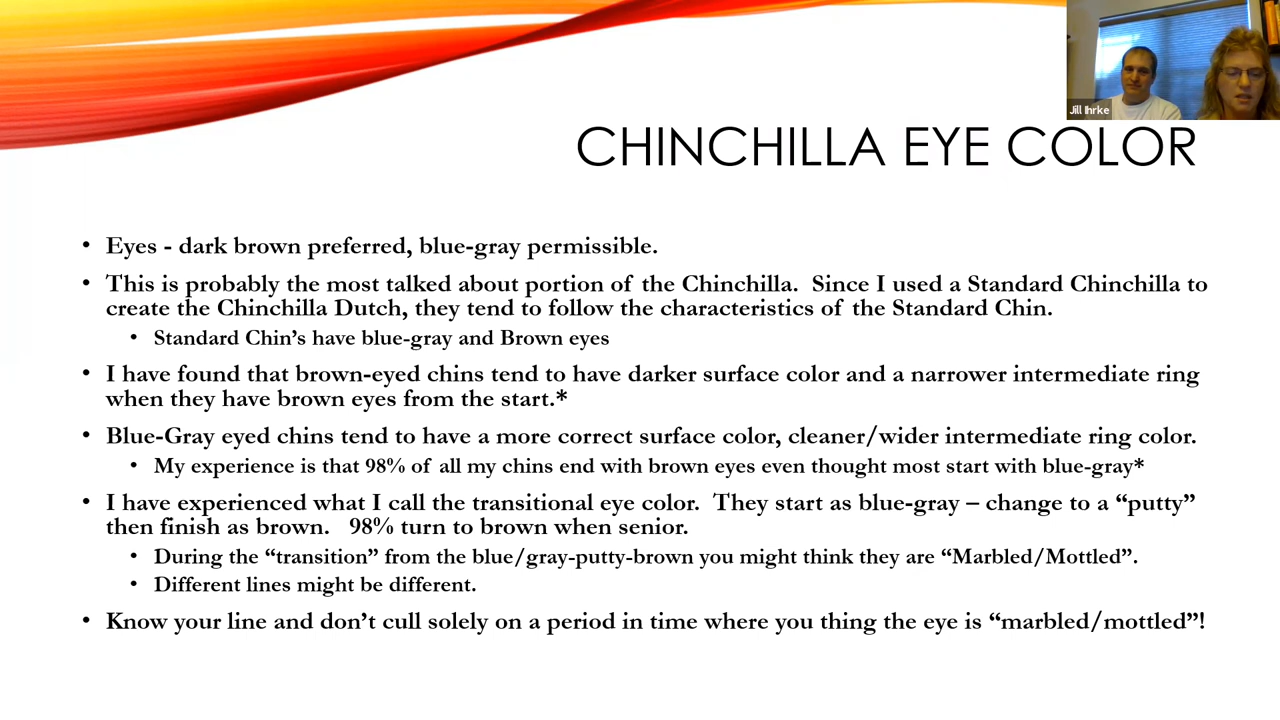 Jill Ihrke
CHINCHILLA EYE COLOR
• Eyes - dark brown preferred, blue-gray permissible.
• This is probably the most talked about portion of the Chinchilla. Since I used a Standard Chinchilla to
create the Chinchilla Dutch, they tend to follow the characteristics of the Standard Chin.
• Standard Chin’s have blue-gray and Brown eyes
• I have found that brown-eyed chins tend to have darker surface color and a narrower intermediate ring
when they have brown eyes from the start.*
• Blue-Gray eyed chins tend to have a more correct surface color, cleaner/wider intermediate ring color.
• My experience is that 98% of all my chins end with brown eyes even thought most start with blue-gray*
• I have experienced what I call the transitional eye color. They start as blue-gray – change to a “putty”
then finish as brown. 98% turn to brown when senior.
• During the “transition” from the blue/gray-putty-brown you might think they are “Marbled/Mottled”.
• Different lines might be different.
• Know your line and don’t cull solely on a period in time where you thing the eye is “marbled/mottled”!